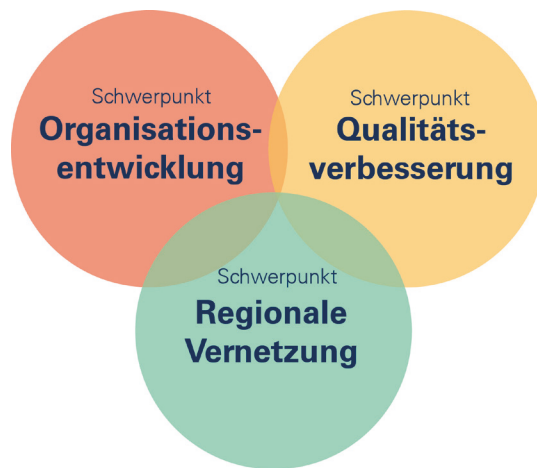 Schwerpunkt
Organisations-
entwicklung
Schwerpunkt
Qualitäts-
verbesserung
Schwerpunkt
Regionale
Vernetzung